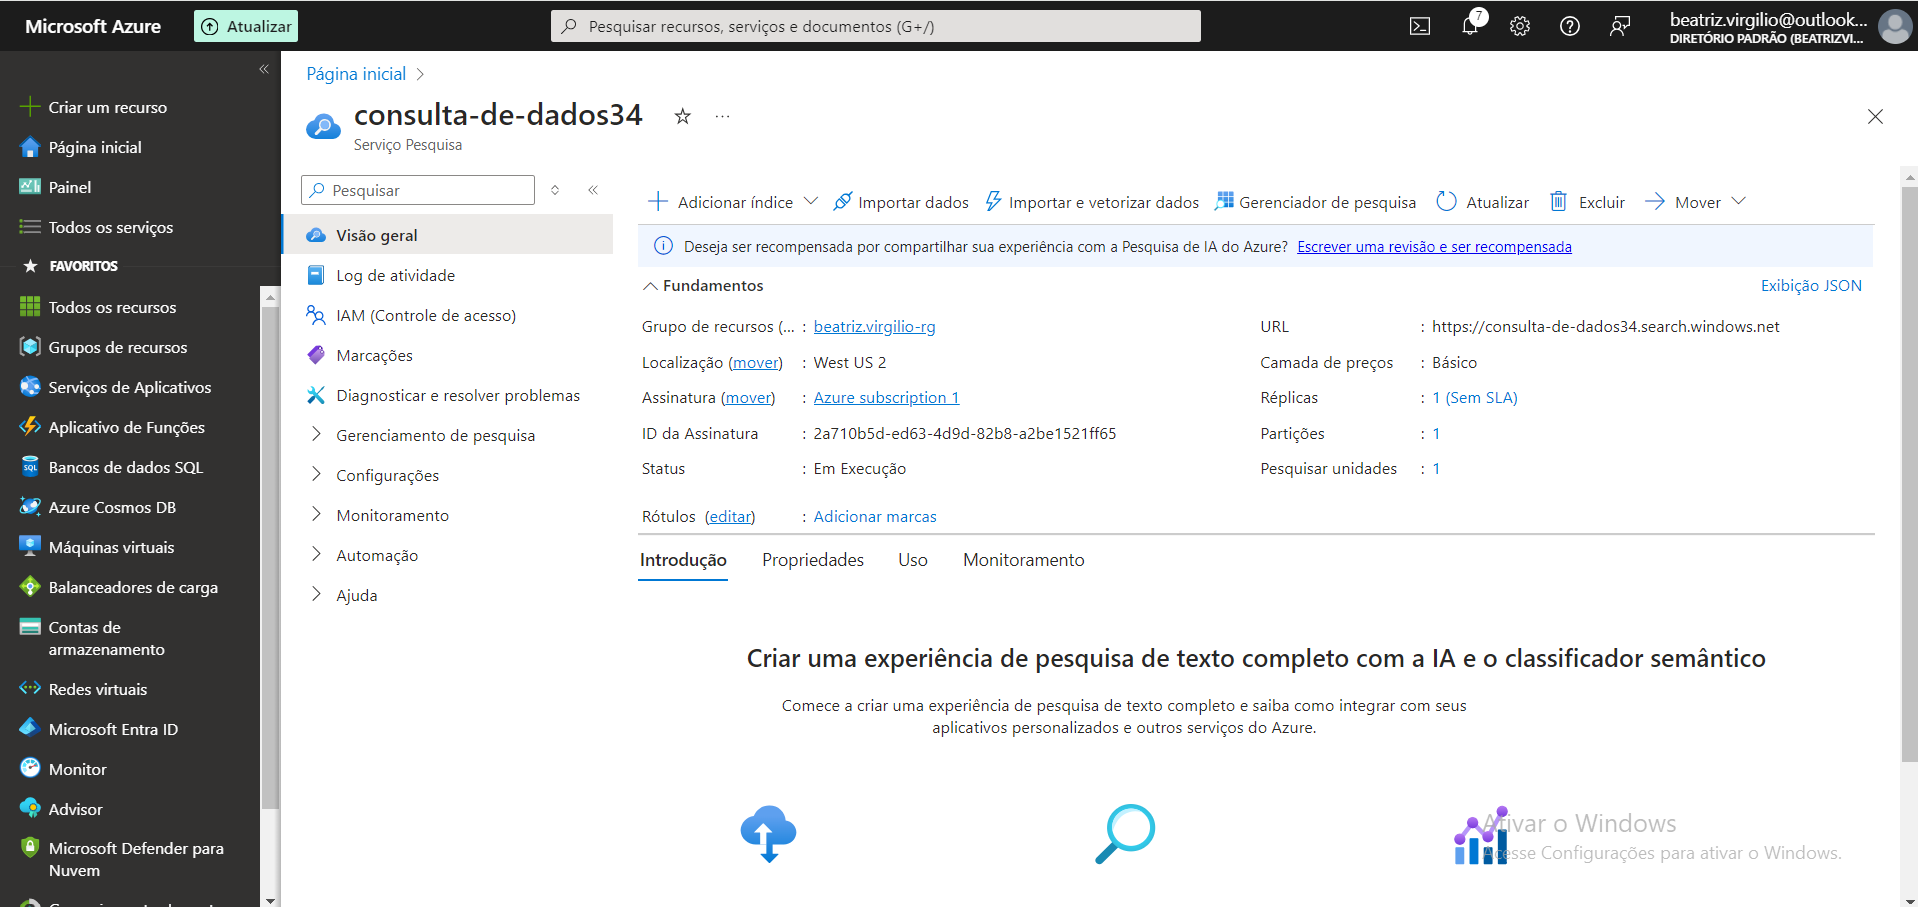 Microsoft Azure
Atualizar
Pesquisar recursos, serviços e documentos (G+/)
7
beatriz.virgilio@outlook...
DIRETÓRIO PADRÃO (BEATRIZVI...
Criar um recurso
Página inicial
Painel
Todos os serviços
FAVORITOS
Todos os recursos
Grupos de recursos
Serviços de Aplicativos
Aplicativo de Funções
SQL
Bancos de dados SQL
Azure Cosmos DB
Máquinas virtuais
Balanceadores de carga
Contas de
armazenamento
Redes virtuais
Microsoft Entra ID
Monitor
Advisor
Microsoft Defender para
Nuvem
Página inicial
consulta-de-dados34
...
Serviço Pesquisa
Pesquisar
Visão geral
Log de atividade
IAM (Controle de acesso)
Marcações
Diagnosticar e resolver problemas
Gerenciamento de pesquisa
Configurações
Monitoramento
Automação
Ajuda
Adicionar índice
Importar dados
Importar e vetorizar dados
Gerenciador de pesquisa
Atualizar
Excluir
Mover
Deseja ser recompensada por compartilhar sua experiência com a Pesquisa de IA do Azure? Escrever uma revisão e ser recompensada
Fundamentos
Exibição JSON
Grupo de recursos (... : beatriz.virgilio-rg
Localização (mover) : West US 2
Assinatura (mover) : Azure subscription 1
ID da Assinatura : 2a710b5d-ed63-4d9d-82b8-a2be1521ff65
Status : Em Execução
Rótulos (editar) : Adicionar marcas
URL : https://consulta-de-dados34.search.windows.net
Camada de preços : Básico
Réplicas : 1 (Sem SLA)
Partições : 1
Pesquisar unidades : 1
Introdução
Propriedades
Uso
Monitoramento
Criar uma experiência de pesquisa de texto completo com a IA e o classificador semântico
Comece a criar uma experiência de pesquisa de texto completo e saiba como integrar com seus
aplicativos personalizados e outros serviços do Azure.
Ativar o Windows
Acesse Configurações para ativar o Windows.